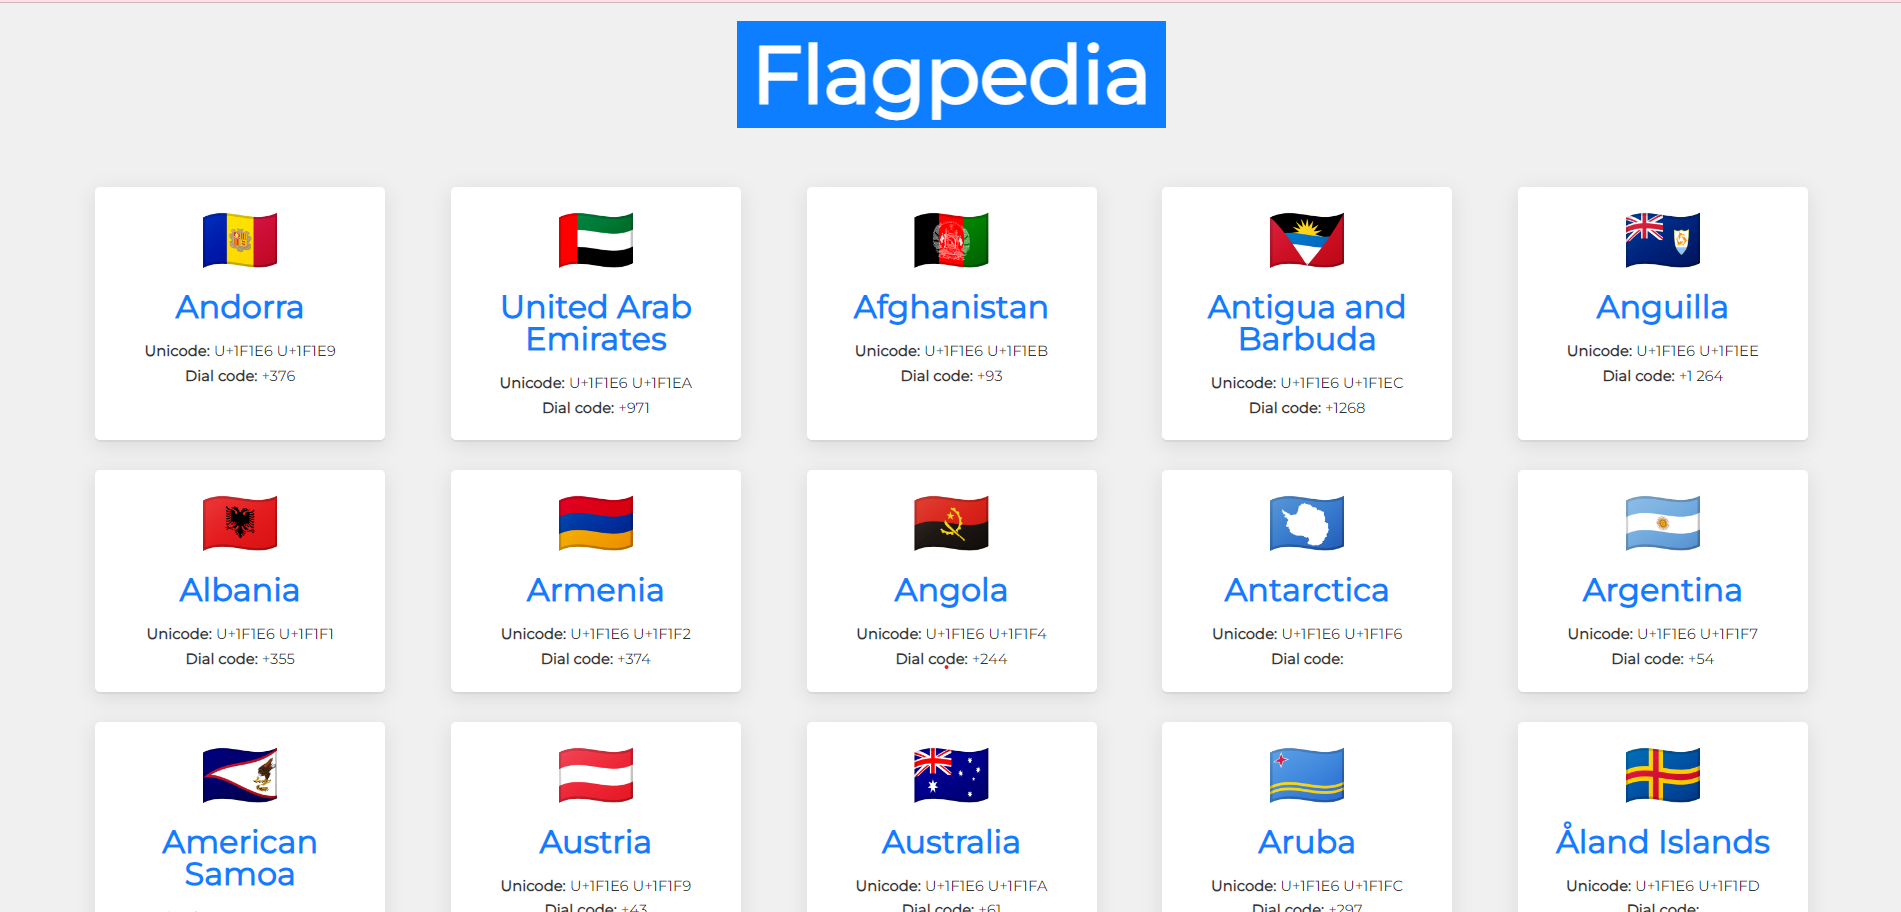 Flagpedia
Andorra
Unicode: U+1F1E6 U+1F1E9
Dial code: +376
United Arab
Emirates
Unicode: U+1F1E6 U+1F1EA
Dial code: +971
Afghanistan
Unicode: U+1F1E6 U+1F1EB
Dial code: +93
Antigua and
Barbuda
Unicode: U+1F1E6 U+1F1EC
Dial code: +1268
Anguilla
Unicode: U+1F1E6 U+1F1EE
Dial code: +1 264
Albania
Unicode: U+1F1E6 U+1F1F1
Dial code: +355
Armenia
Unicode: U+1F1E6 U+1F1F2
Dial code: +374
Angola
Unicode: U+1F1E6 U+1F1F4
Dial code: +244
Antarctica
Unicode: U+1F1E6 U+1F1F6
Dial code:
Argentina
Unicode: U+1F1E6 U+1F1F7
Dial code: +54
American
Samoa
Austria
Unicode: U+1F1E6 U+1F1F9
Dial code: +43
Australia
Unicode: U+1F1E6 U+1F1FA
Dial code: +61
Aruba
Unicode: U+1F1E6 U+1F1FC
Dial code: +297
Åland Islands
Unicode: U+1F1E6 U+1F1FD
Dial code: